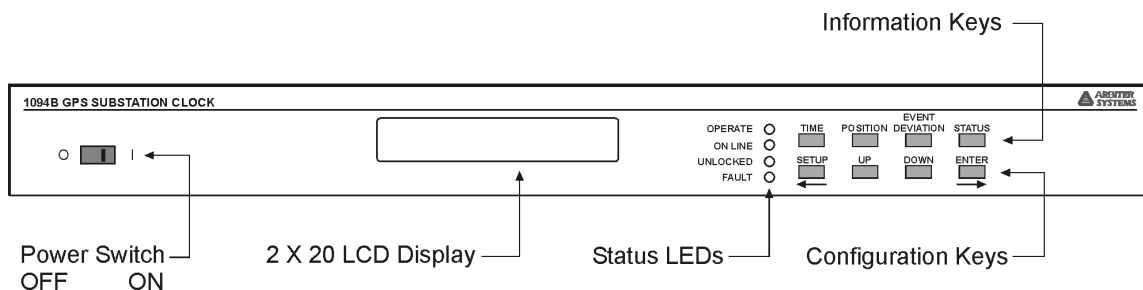 Information Keys
1094B GPS SUBSTATION CLOCK
ARBITER
SYSTEMS
OPERATE
ON LINE
UNLOCKED
FAULT
TIME
POSITION
EVENT
DEVIATION
STATUS
SETUP
UP
DOWN
ENTER
O
I
Power Switch
OFF ON
2 X 20 LCD Display
Status LEDs
Configuration Keys